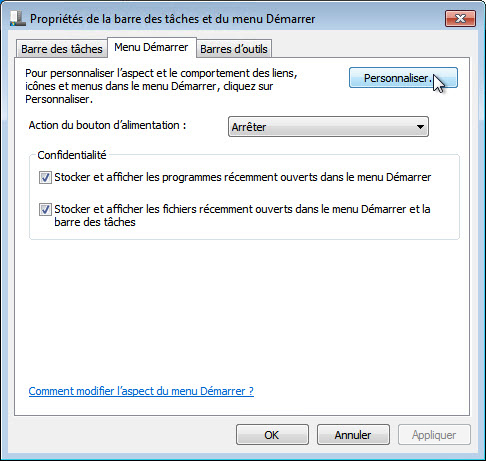 Propriétés de la barre des tâches et du menu Démarrer
Barre des tâches
Menu Démarrer
Barres d'outils
Pour personnaliser l'aspect et le comportement des liens,
icônes et menus dans le menu Démarrer, cliquez sur
Personnaliser.
Personnaliser.
Action du bouton d'alimentation :
Arrêter
Confidentialité
Stocker et afficher les programmes récemment ouverts dans le menu Démarrer
Stocker et afficher les fichiers récemment ouverts dans le menu Démarrer et la
barre des tâches
Comment modifier l'aspect du menu Démarrer ?
OK
Annuler
Appliquer